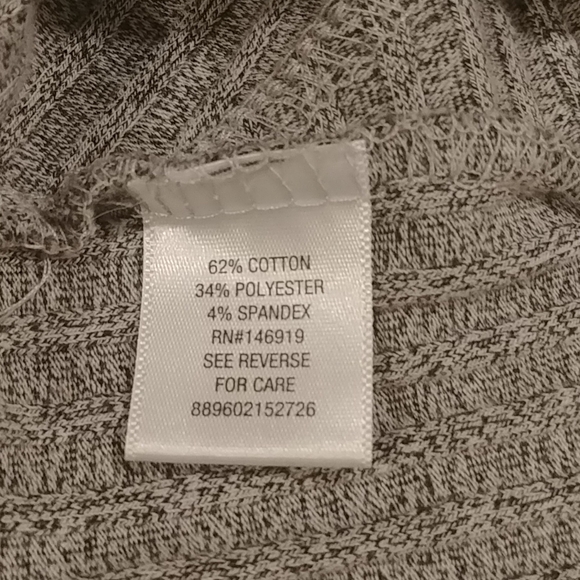 62% COTTON
34% POLYESTER
4% SPANDEX
RN#146919
SEE REVERSE
FOR CARE
889602152726